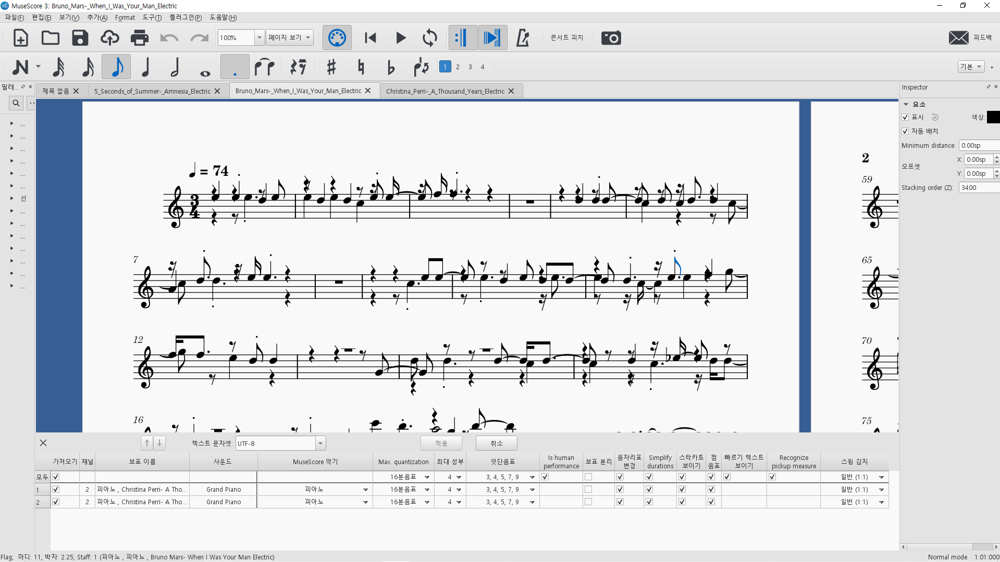 MuseScore 3: Bruno_Mars-_When_I_Was_Your_Man_Electric
파일(F) 편집(E) 보기(V) 추가(A) Format 도구(T) 플러그인(P) 도움말(H)
100% 페이지 보기 콘서트 피치 피드백
1 2 3 4 기본 +
팔레...
제목 없음 5_Seconds_of_Summer-_Amnesia_Electric Bruno_Mars-_When_I_Was_Your_Man_Electric Christina_Perri-_A_Thousand_Years_Electric
Inspector
요소
표시 색상:
자동 배치
Minimum distance: 0.00sp
오프셋 X: 0.00sp
Y: 0.00sp
Stacking order (Z): 3400
...
...
...
...
...
...
선
...
...
...
...
...
...
...
= 74
3
4
7
12
16
2
59
65
70
75
텍스트 문자셋: UTF-8 적용 취소
가져오기 채널 보표 이름 사운드 MuseScore 악기 Max. quantization 최대 성부 잇단음표 Is human performance 보표 분리 음자리표 변경 Simplify durations 스타카토 보이기 점 음표 빠르기 텍스트 보이기 Recognize pickup measure 스윙 감지
모두 16분음표 4 3, 4, 5, 7, 9 일반 (1:1)
1 2 피아노 , Christina Perri- A Tho... Grand Piano 피아노 16분음표 4 3, 4, 5, 7, 9 일반 (1:1)
2 2 피아노 , Christina Perri- A Tho... Grand Piano 피아노 16분음표 4 3, 4, 5, 7, 9 일반 (1:1)
Flag; 마디: 11; 박자: 2.25; Staff: 1 (피아노 , 피아노 , Bruno Mars- When I Was Your Man Electric) Normal mode 1:01:000